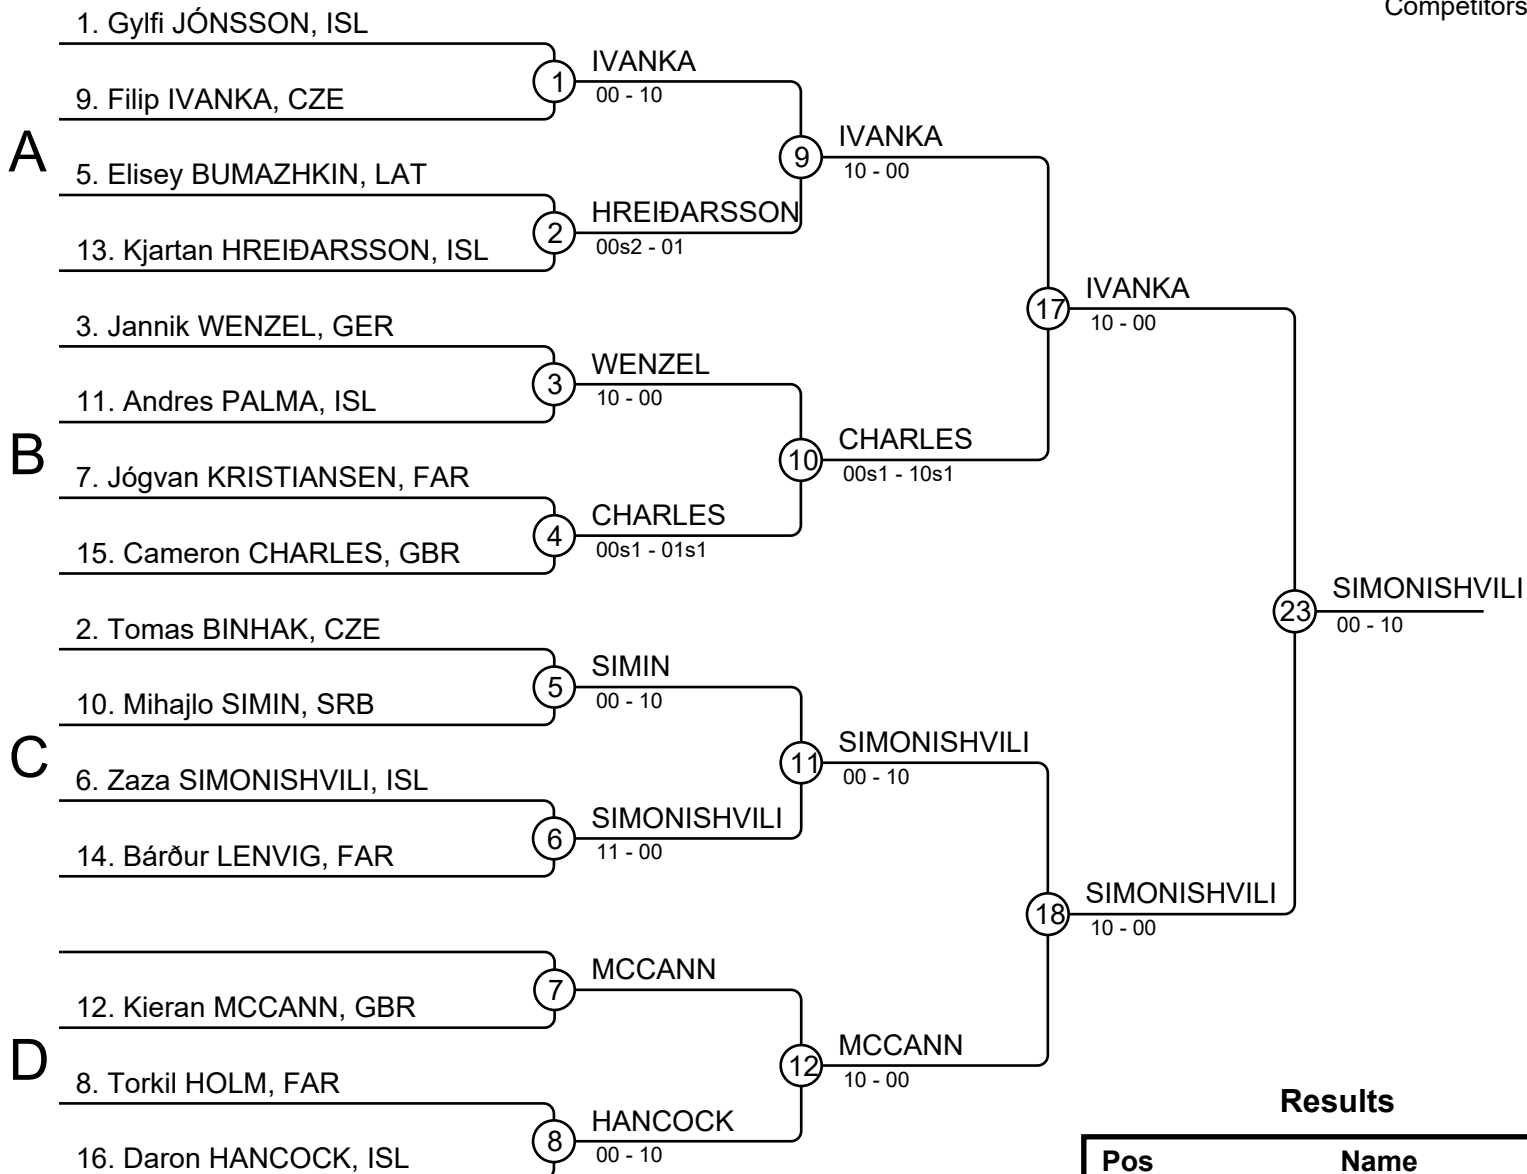 Competitors
1. Gylfi JÓNSSON, ISL
9. Filip IVANKA, CZE
A
5. Elisey BUMAZHKIN, LAT
13. Kjartan HREIÐARSSON, ISL
3. Jannik WENZEL, GER
11. Andres PALMA, ISL
B
7. Jógvan KRISTIANSEN, FAR
15. Cameron CHARLES, GBR
2. Tomas BINHAK, CZE
10. Mihajlo SIMIN, SRB
C
6. Zaza SIMONISHVILI, ISL
14. Bárður LENVIG, FAR
12. Kieran MCCANN, GBR
D
8. Torkil HOLM, FAR
16. Daron HANCOCK, ISL
1
IVANKA
00 - 10
2
HREIÐARSSON
00s2 - 01
3
WENZEL
10 - 00
4
CHARLES
00s1 - 01s1
5
SIMIN
00 - 10
6
SIMONISHVILI
11 - 00
7
MCCANN
8
HANCOCK
00 - 10
9
IVANKA
10 - 00
10
CHARLES
00s1 - 10s1
11
SIMONISHVILI
00 - 10
12
MCCANN
10 - 00
17
IVANKA
10 - 00
18
SIMONISHVILI
10 - 00
23
SIMONISHVILI
00 - 10
Results
Pos Name